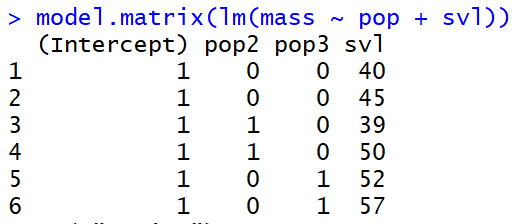 > model.matrix(lm(mass ~ pop + svl))
(Intercept) pop2 pop3 svl
1 1 0 0 40
2 1 0 0 45
3 1 1 0 39
4 1 1 0 50
5 1 0 1 52
6 1 0 1 57